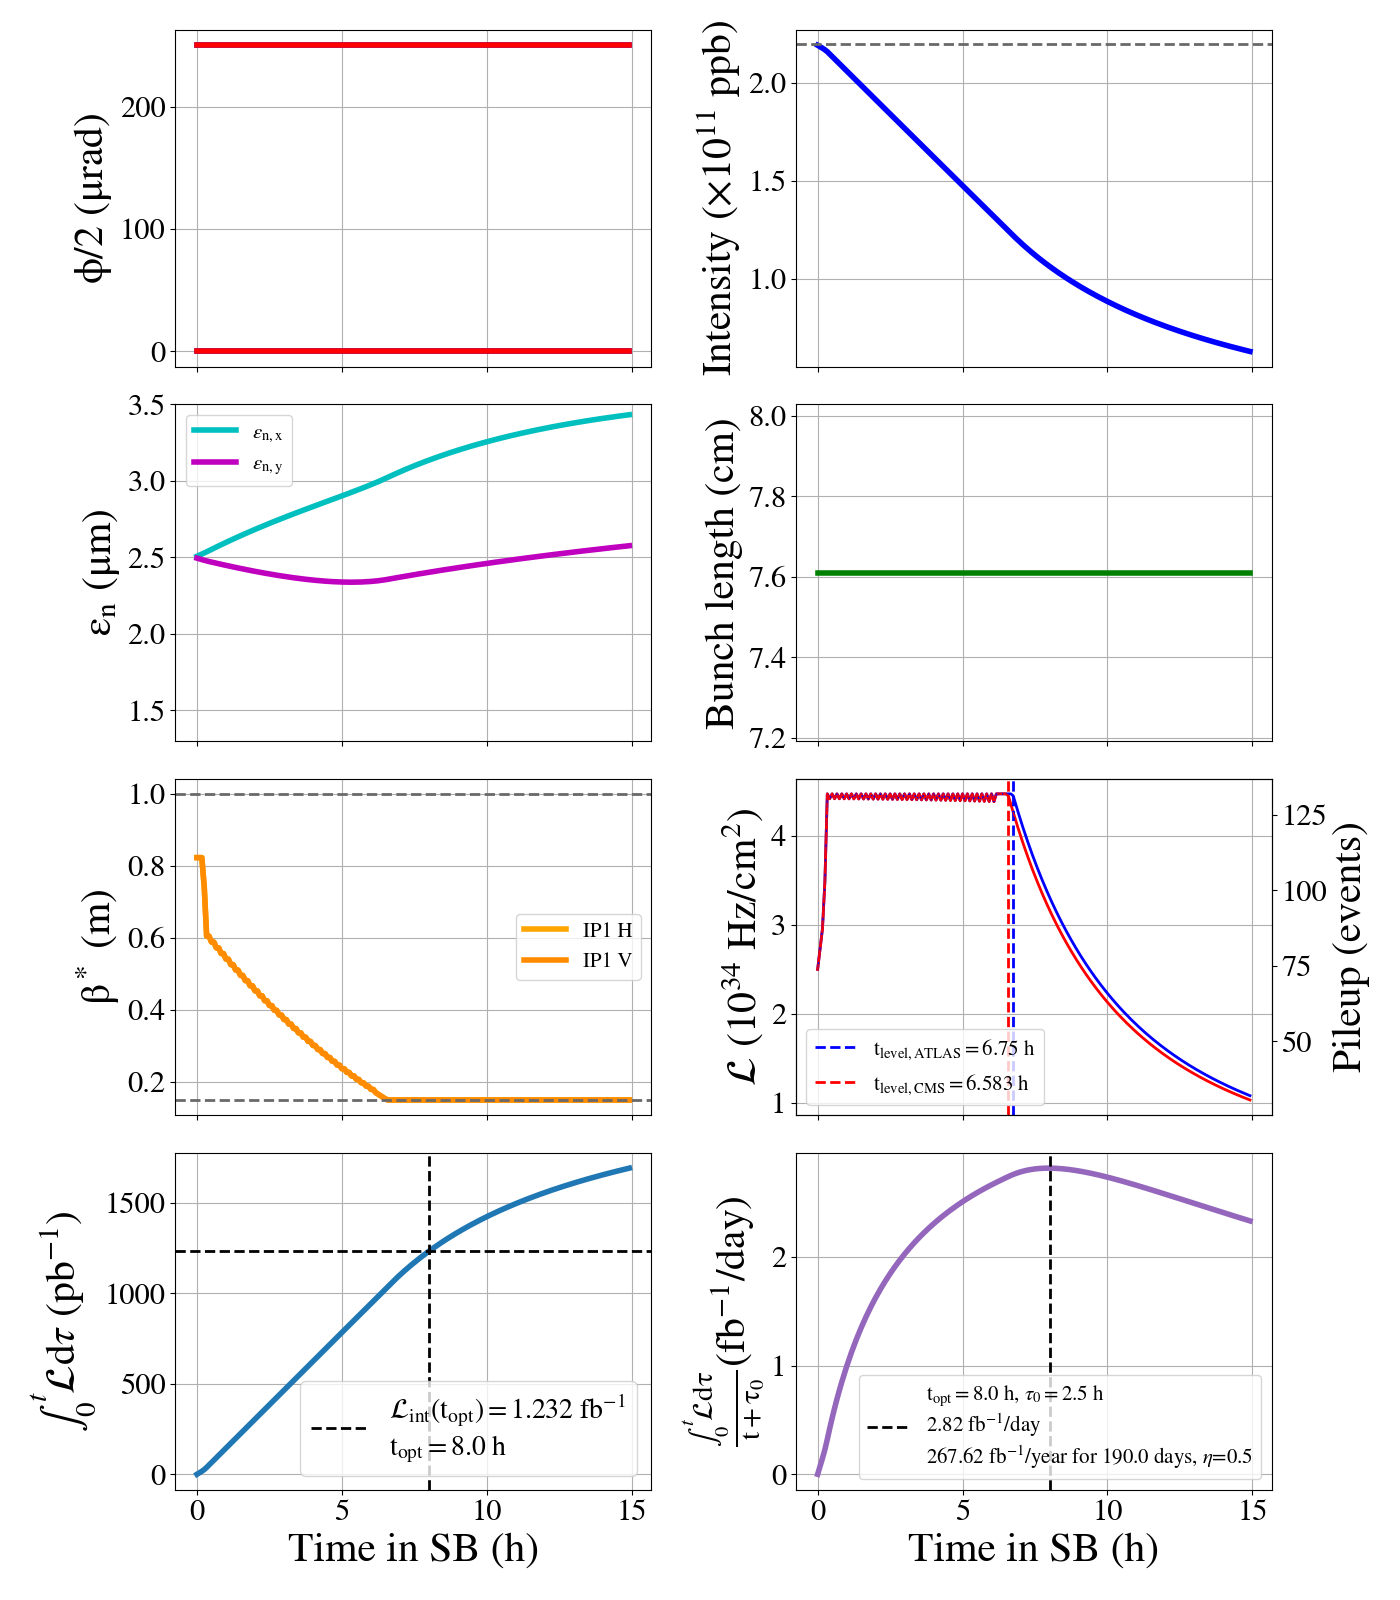 ϕ/2 (μrad)
200
100
0
Intensity (×10¹¹ ppb)
2.0
1.5
1.0
εₙ (μm)
3.5
3.0
2.5
2.0
1.5
εn,x
εn,y
Bunch length (cm)
8.0
7.8
7.6
7.4
7.2
β* (m)
1.0
0.8
0.6
0.4
0.2
IP1 H
IP1 V
ℒ (10³⁴ Hz/cm²)
4
3
2
1
tlevel, ATLAS = 6.75 h
tlevel, CMS = 6.583 h
125
100
75
50
Pileup (events)
∫₀ᵗ ℒdτ (pb⁻¹)
1500
1000
500
0
ℒint(topt) = 1.232 fb⁻¹
topt = 8.0 h
0 5 10 15
Time in SB (h)
∫₀ᵗ ℒdτ / t + τ₀ (fb⁻¹/day)
2
1
0
topt = 8.0 h, τ₀ = 2.5 h
2.82 fb⁻¹/day
267.62 fb⁻¹/year for 190.0 days, η=0.5
0 5 10 15
Time in SB (h)